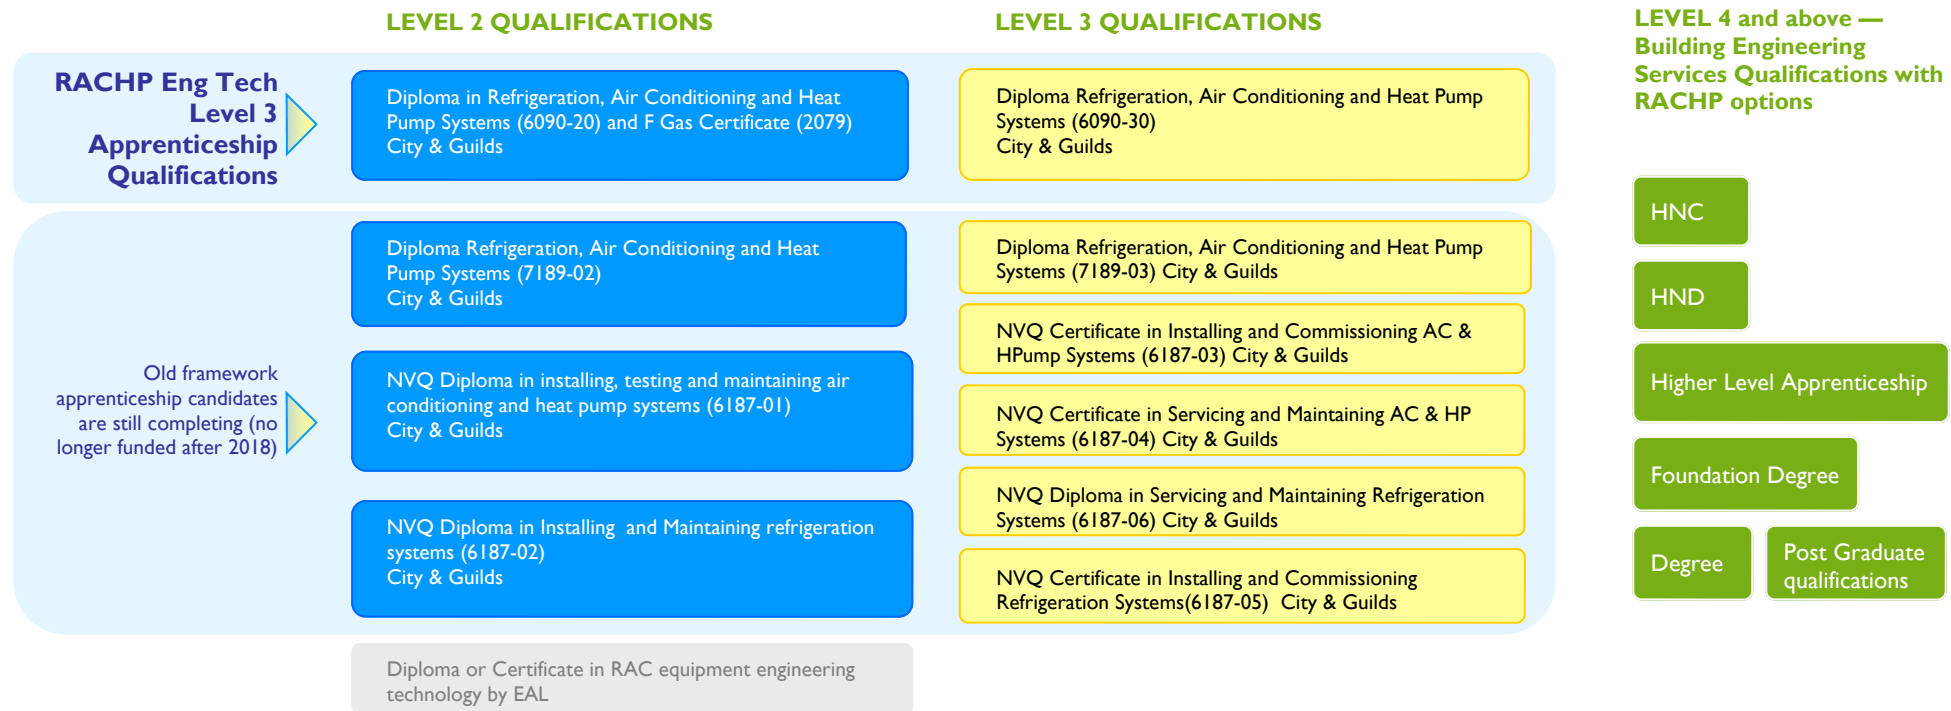 LEVEL 2 QUALIFICATIONS
LEVEL 3 QUALIFICATIONS
LEVEL 4 and above —
Building Engineering
Services Qualifications with
RACHP options
RACHP Eng Tech
Level 3
Apprenticeship
Qualifications
Diploma in Refrigeration, Air Conditioning and Heat
Pump Systems (6090-20) and F Gas Certificate (2079)
City & Guilds
Diploma Refrigeration, Air Conditioning and Heat Pump
Systems (6090-30)
City & Guilds
Old framework
apprenticeship candidates
are still completing (no
longer funded after 2018)
Diploma Refrigeration, Air Conditioning and Heat
Pump Systems (7189-02)
City & Guilds
NVQ Diploma in installing, testing and maintaining air
conditioning and heat pump systems (6187-01)
City & Guilds
NVQ Diploma in Installing  and Maintaining refrigeration
systems (6187-02)
City & Guilds
Diploma or Certificate in RAC equipment engineering
technology by EAL
Diploma Refrigeration, Air Conditioning and Heat Pump
Systems (7189-03) City & Guilds
NVQ Certificate in Installing and Commissioning AC &
HPump Systems (6187-03) City & Guilds
NVQ Certificate in Servicing and Maintaining AC & HP
Systems (6187-04) City & Guilds
NVQ Diploma in Servicing and Maintaining Refrigeration
Systems (6187-06) City & Guilds
NVQ Certificate in Installing and Commissioning
Refrigeration Systems(6187-05)  City & Guilds
HNC
HND
Higher Level Apprenticeship
Foundation Degree
Degree
Post Graduate
qualifications